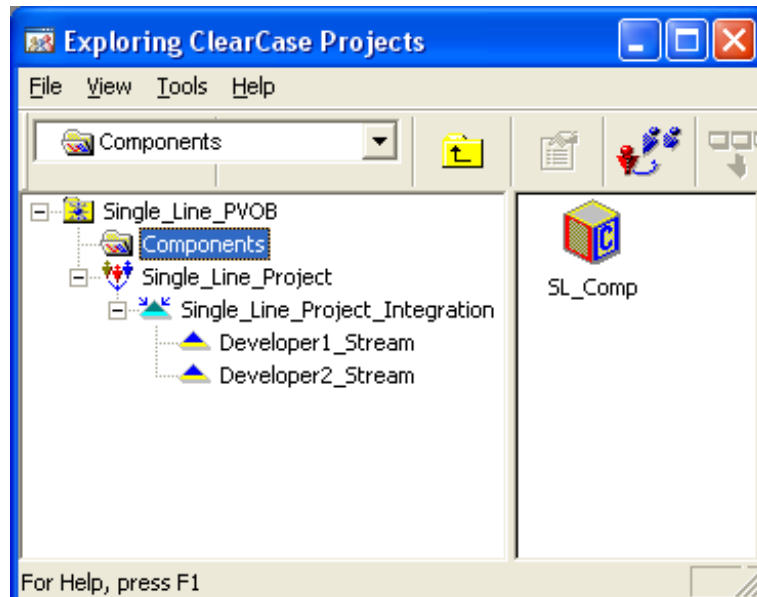 Exploring ClearCase Projects
File View Tools Help
Components
Single_Line_PVOB
Components
Single_Line_Project
Single_Line_Project_Integration
Developer1_Stream
Developer2_Stream
C
SL_Comp
For Help, press F1